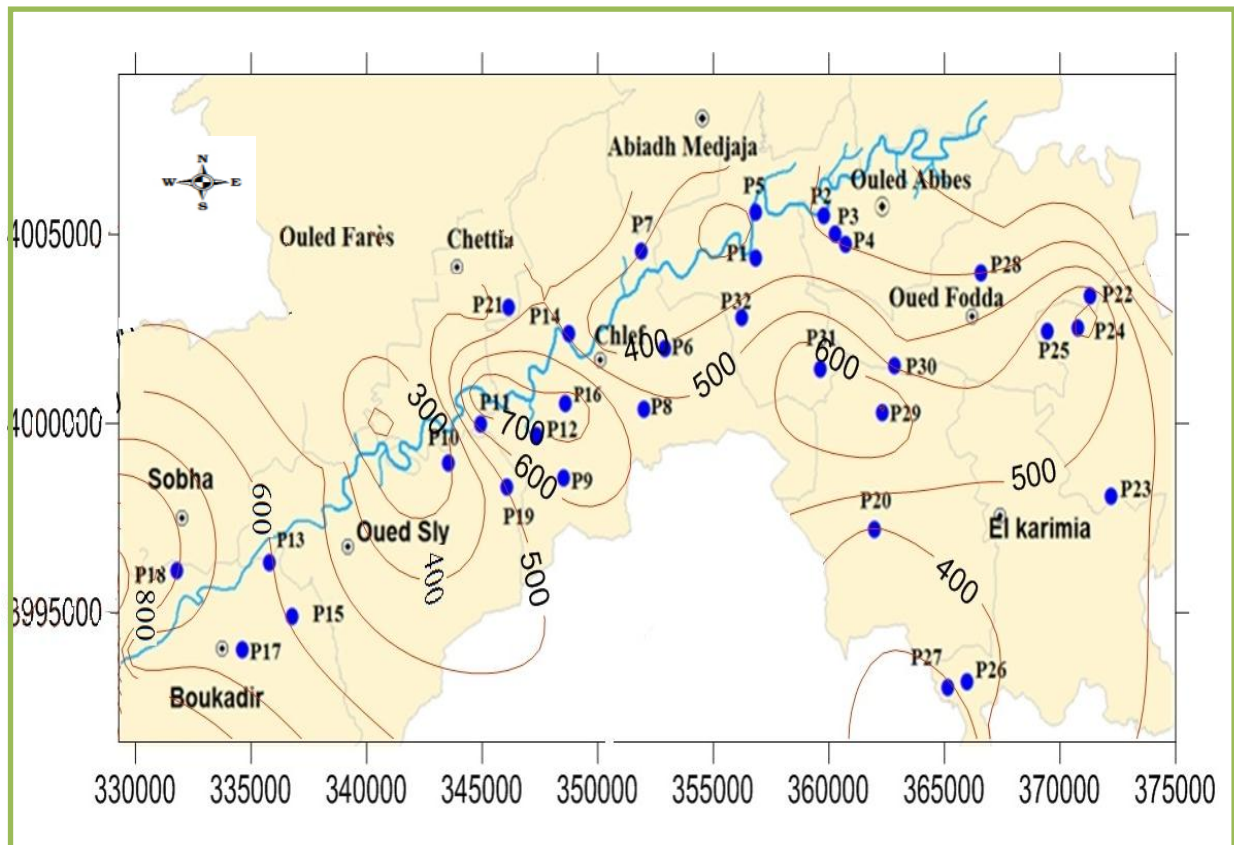 N
W E
S
Abiadh Medjaja
Ouled Abbes
P5
P2
P3
P4
P7
P1
4005000
Ouled Farès
Chettia
P28
Oued Fodda
P22
P21
P14
P32
P24
P25
Chlef
400
P6
500
P31
600
P30
300
P11
P16
P8
4000000
700
P12
P29
P10
Sobha
600
600
P9
500
P19
P23
P20
El karimia
Oued Sly
P13
400
500
400
P18
800
3995000
P15
P17
P27
P26
Boukadir
330000 335000 340000 345000 350000 355000 360000 365000 370000 375000